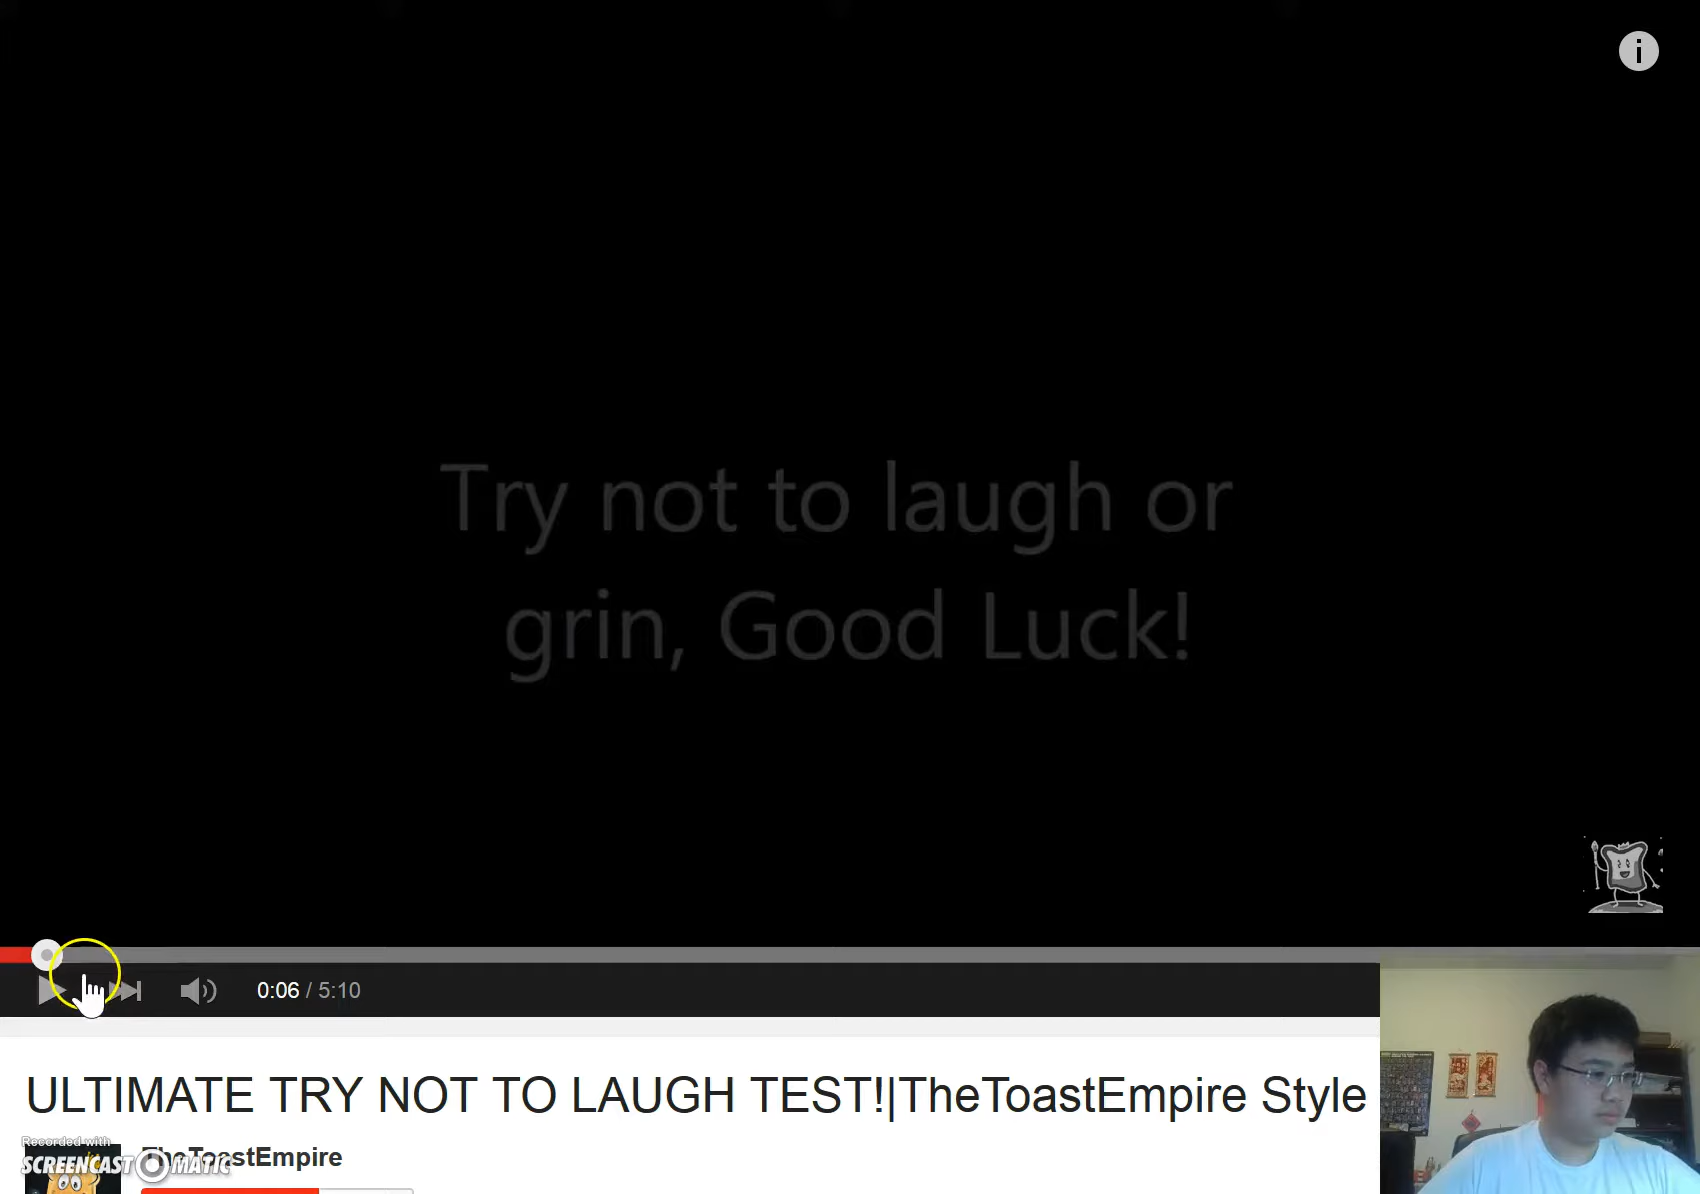 i
Try not to laugh or
grin, Good Luck!
0:06 / 5:10
ULTIMATE TRY NOT TO LAUGH TEST!|TheToastEmpire Style
Recorded with
TheToastEmpire
SCREENCAST O MATIC